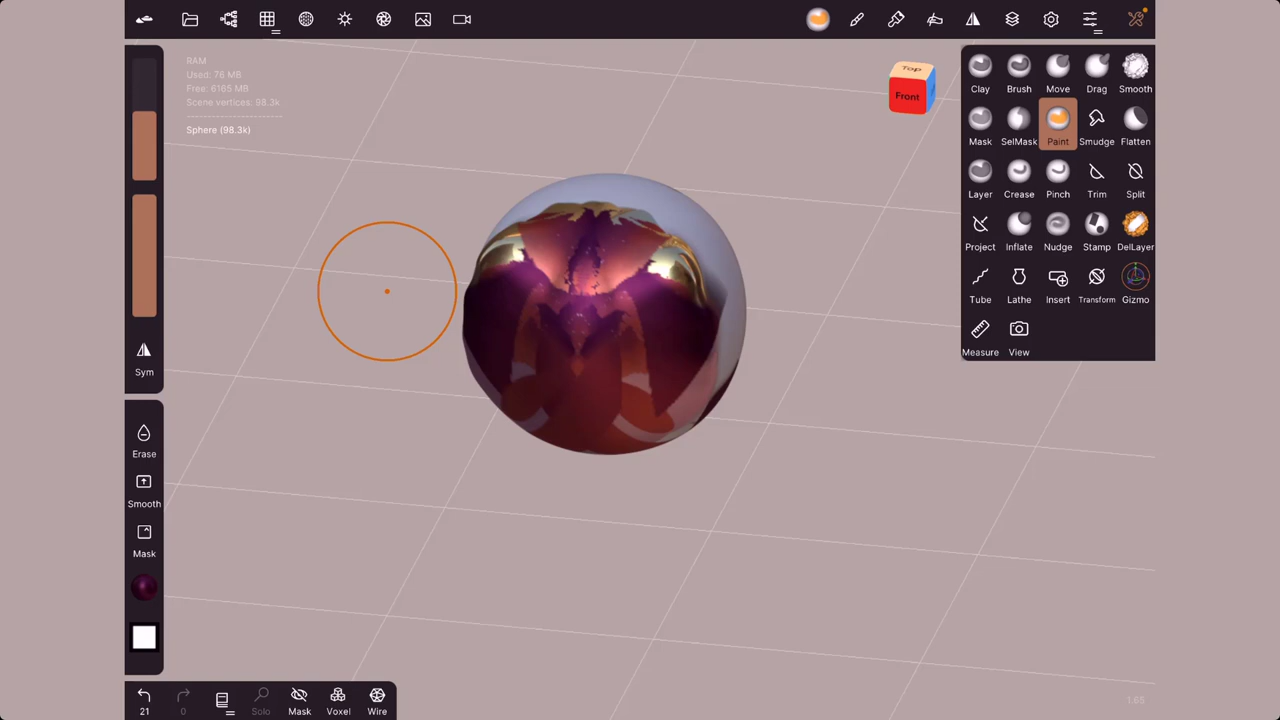 RAM
Used: 76 MB
Free: 6165 MB
Scene vertices: 98.3k
Sphere (98.3k)
Top
Front
Clay Brush Move Drag Smooth
Mask SelMask Paint Smudge Flatten
Layer Crease Pinch Trim Split
Project Inflate Nudge Stamp DelLayer
Tube Lathe Insert Transform Gizmo
Measure View
Sym
Erase
Smooth
Mask
21 0 Solo Mask Voxel Wire
1.65